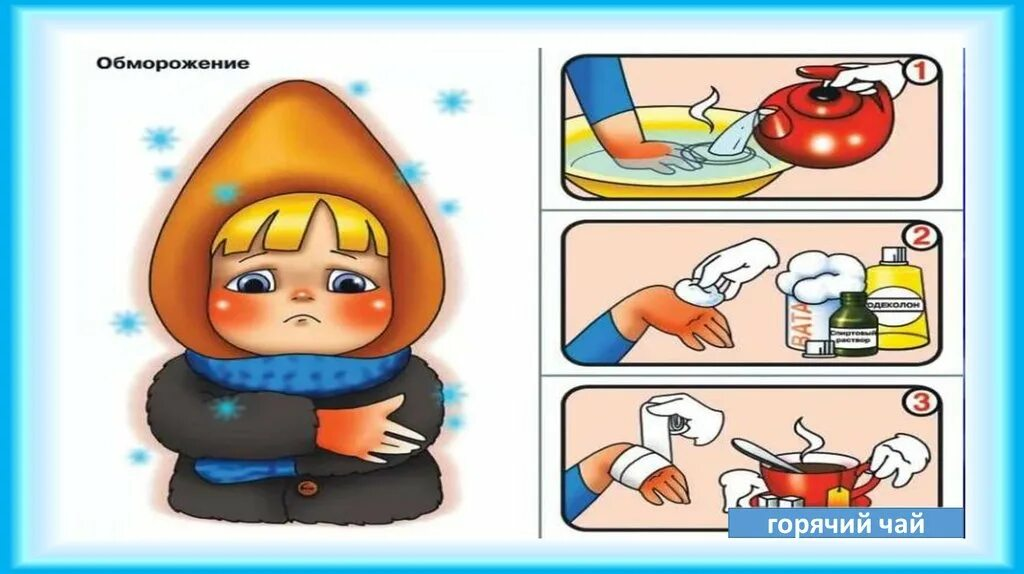 Обморожение
1
2
ВАТА
ОДЕКОЛОН
Спиртовый
раствор
3
горячий чай